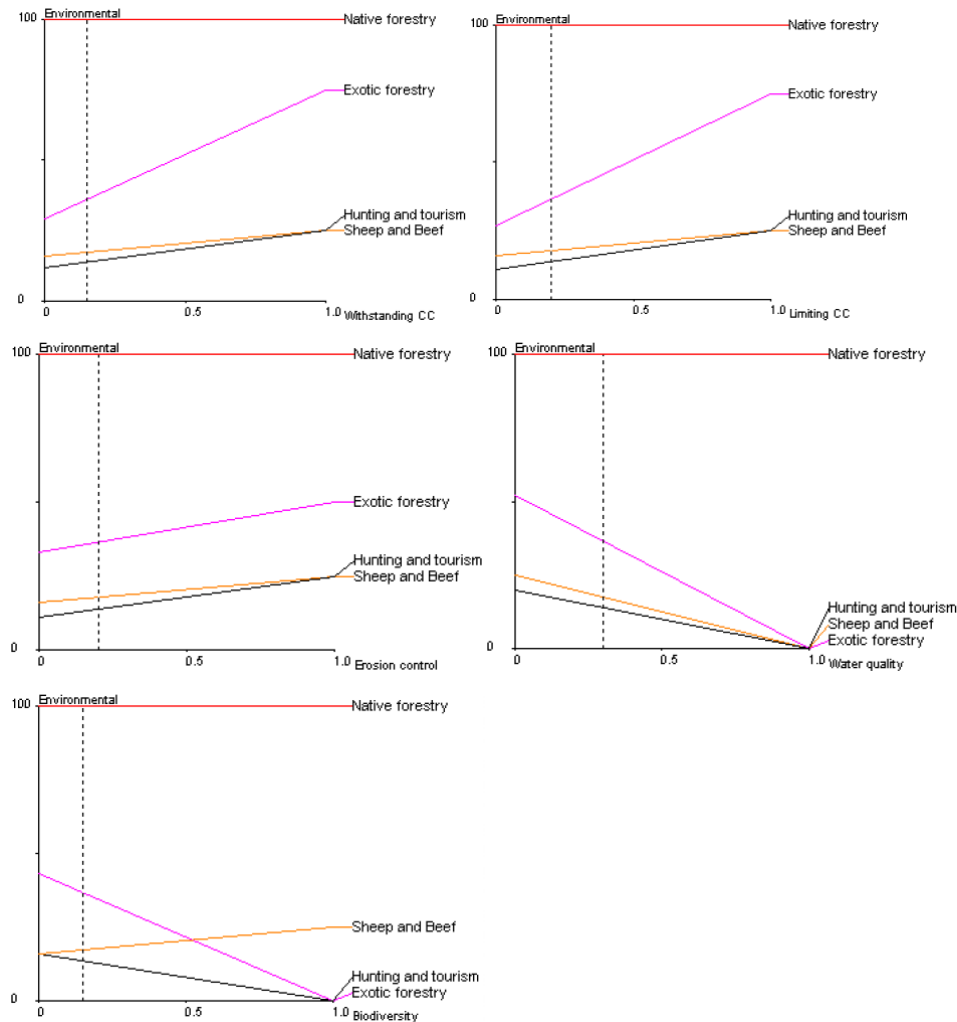 Environmental
100
Native forestry
Exotic forestry
Hunting and tourism
Sheep and Beef
0
0
0.5
1.0
Withstanding CC
Environmental
100
Native forestry
Exotic forestry
Hunting and tourism
Sheep and Beef
0
0
0.5
1.0
Limiting CC
Environmental
100
Native forestry
Exotic forestry
Hunting and tourism
Sheep and Beef
0
0
0.5
1.0
Erosion control
Environmental
100
Native forestry
Hunting and tourism
Sheep and Beef
Exotic forestry
0
0
0.5
1.0
Water quality
Environmental
100
Native forestry
Sheep and Beef
Hunting and tourism
Exotic forestry
0
0
0.5
1.0
Biodiversity